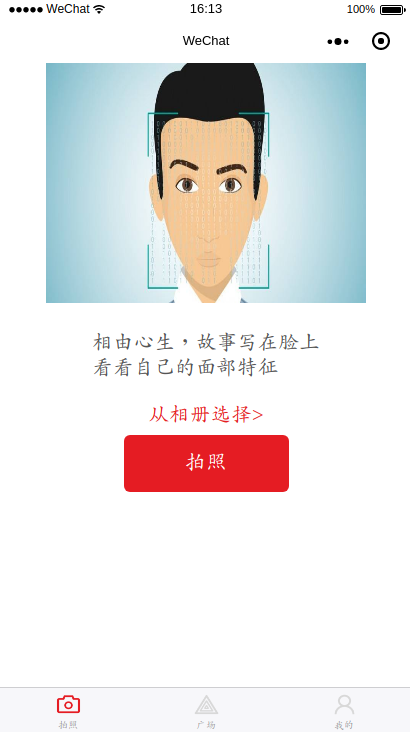 WeChat 16:13 100%
WeChat
相由心生，故事写在脸上
看看自己的面部特征
从相册选择>
拍照
拍照 广场 我的